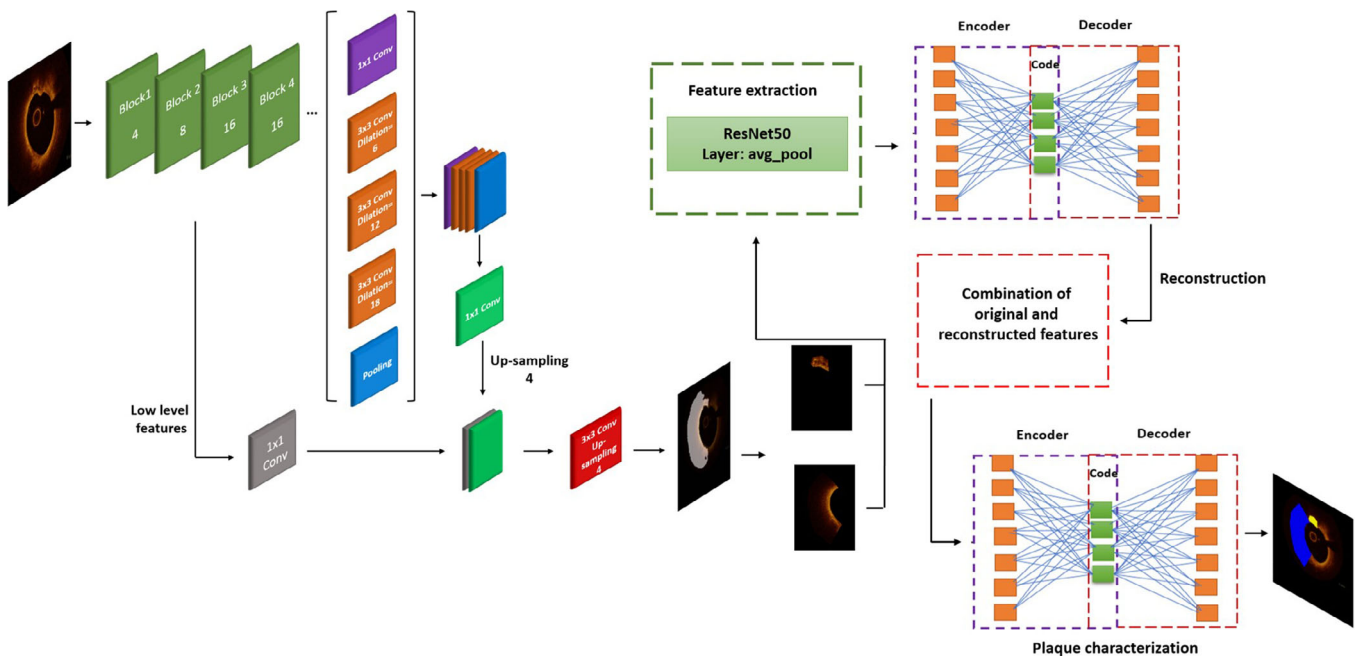 Block1
4
Block 2
8
Block 3
16
Block 4
16
...
1x1 Conv
3x3 Conv
Dilation=
6
3x3 Conv
Dilation=
12
3x3 Conv
Dilation=
18
Pooling
1x1 Conv
Up-sampling
4
Low level
features
1x1
Conv
3x3 Conv
Up-
sampling
4
Feature extraction
ResNet50
Layer: avg_pool
Encoder
Decoder
Code
Reconstruction
Combination of
original and
reconstructed features
Encoder
Decoder
Code
Plaque characterization